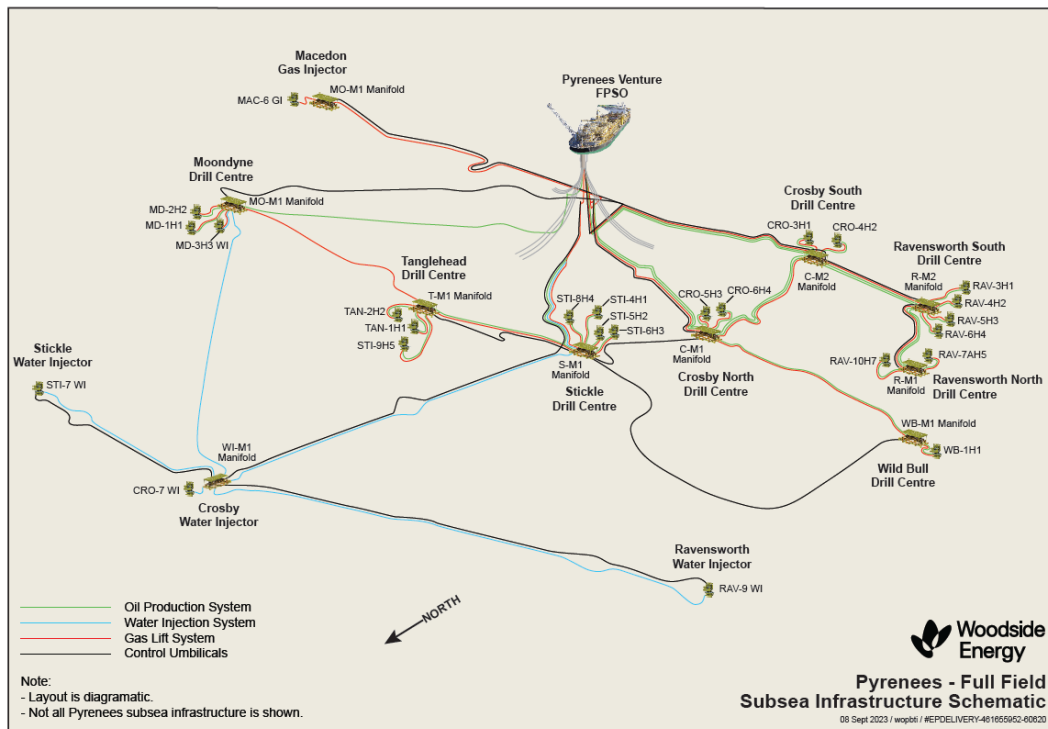 Macedon
Gas Injector
MO-M1 Manifold
MAC-6 GI
Pyrenees Venture
FPSO
Moondyne
Drill Centre
MO-M1 Manifold
MD-2H2
MD-1H1
MD-3H3 WI
Crosby South
Drill Centre
CRO-3H1
CRO-4H2
C-M2
Manifold
Ravensworth South
Drill Centre
R-M2
Manifold
RAV-3H1
RAV-4H2
RAV-5H3
RAV-6H4
Tanglehead
Drill Centre
T-M1 Manifold
TAN-2H2
TAN-1H1
STI-9H5
STI-8H4
STI-4H1
STI-5H2
STI-6H3
S-M1
Manifold
Stickle
Drill Centre
CRO-5H3
CRO-6H4
C-M1
Manifold
Crosby North
Drill Centre
RAV-10H7
RAV-7AH5
R-M1
Manifold
Ravensworth North
Drill Centre
Stickle
Water Injector
STI-7 WI
WB-M1 Manifold
WB-1H1
Wild Bull
Drill Centre
WI-M1
Manifold
CRO-7 WI
Crosby
Water Injector
Ravensworth
Water Injector
RAV-9 WI
NORTH
Oil Production System
Water Injection System
Gas Lift System
Control Umbilicals
Note:
- Layout is diagramatic.
- Not all Pyrenees subsea infrastructure is shown.
Woodside
Energy
Pyrenees - Full Field
Subsea Infrastructure Schematic
08 Sept 2023 / wopbti / #EPDELIVERY-461655952-60620